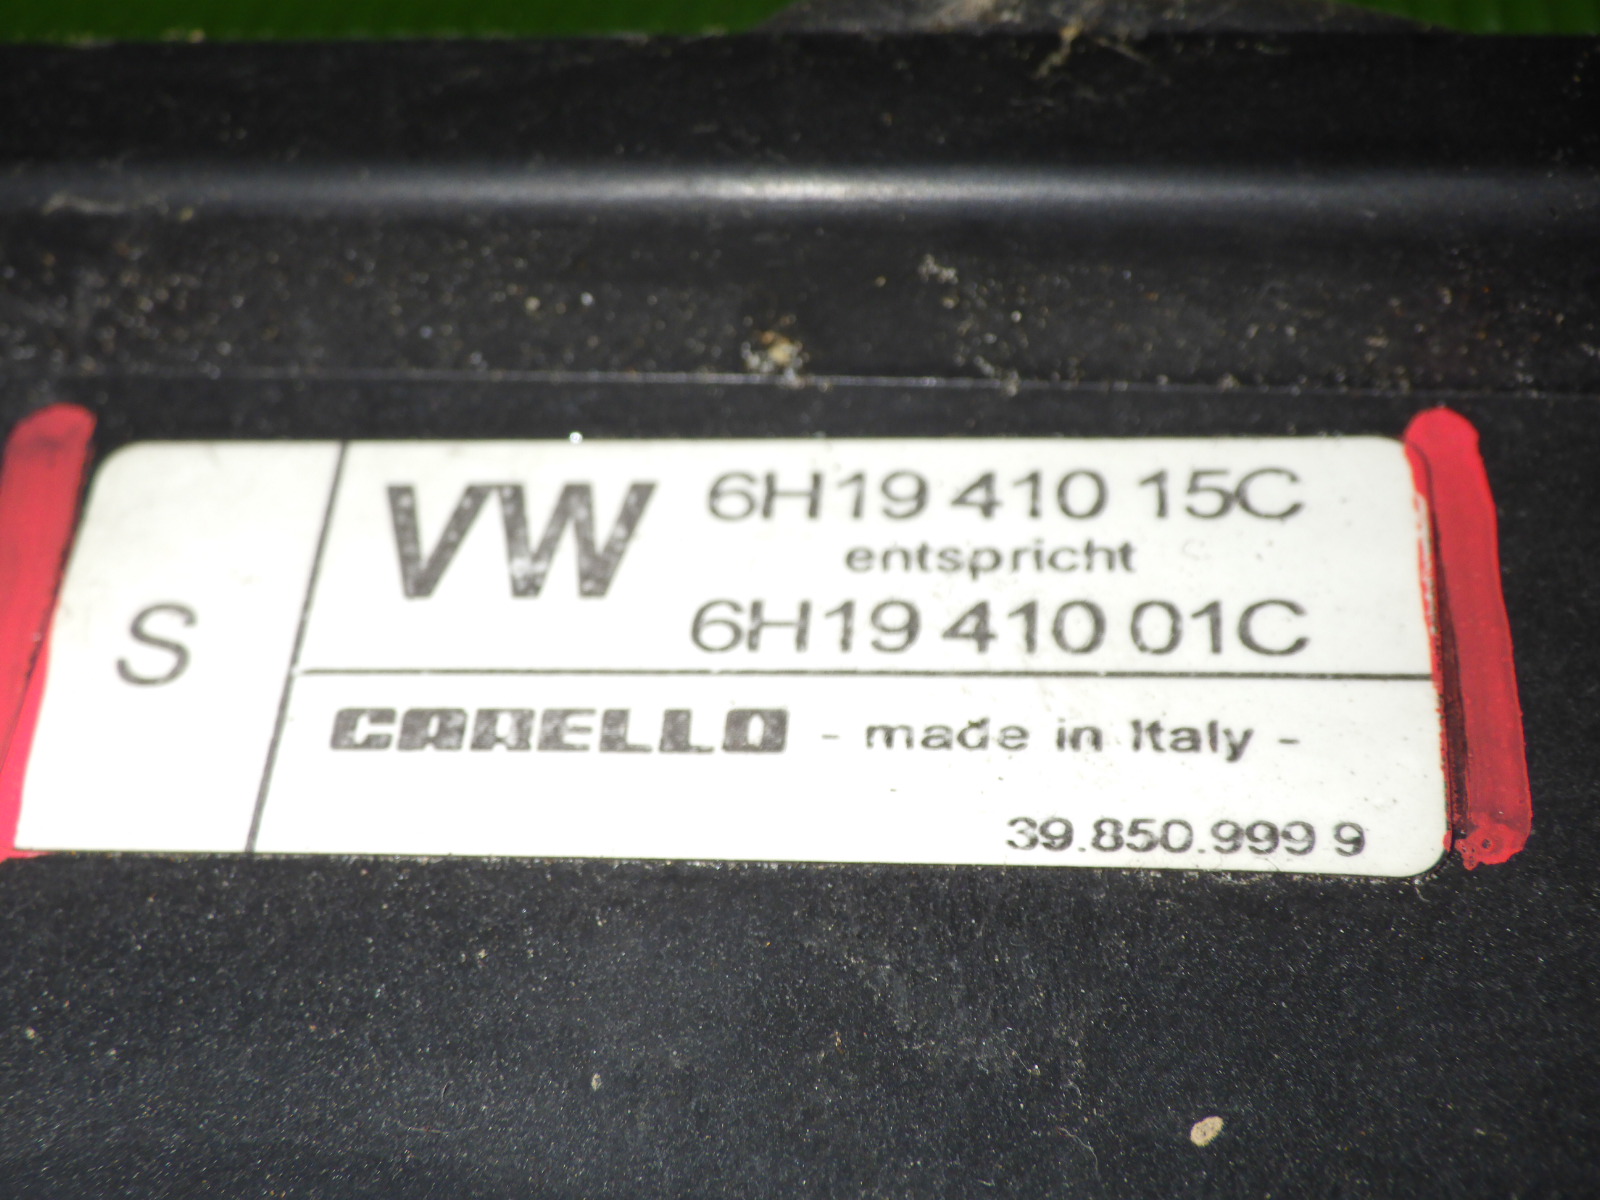 S
VW 6H19 410 15C
entspricht
6H19 410 01C
CARELLO - made in Italy -
39.850.999 9